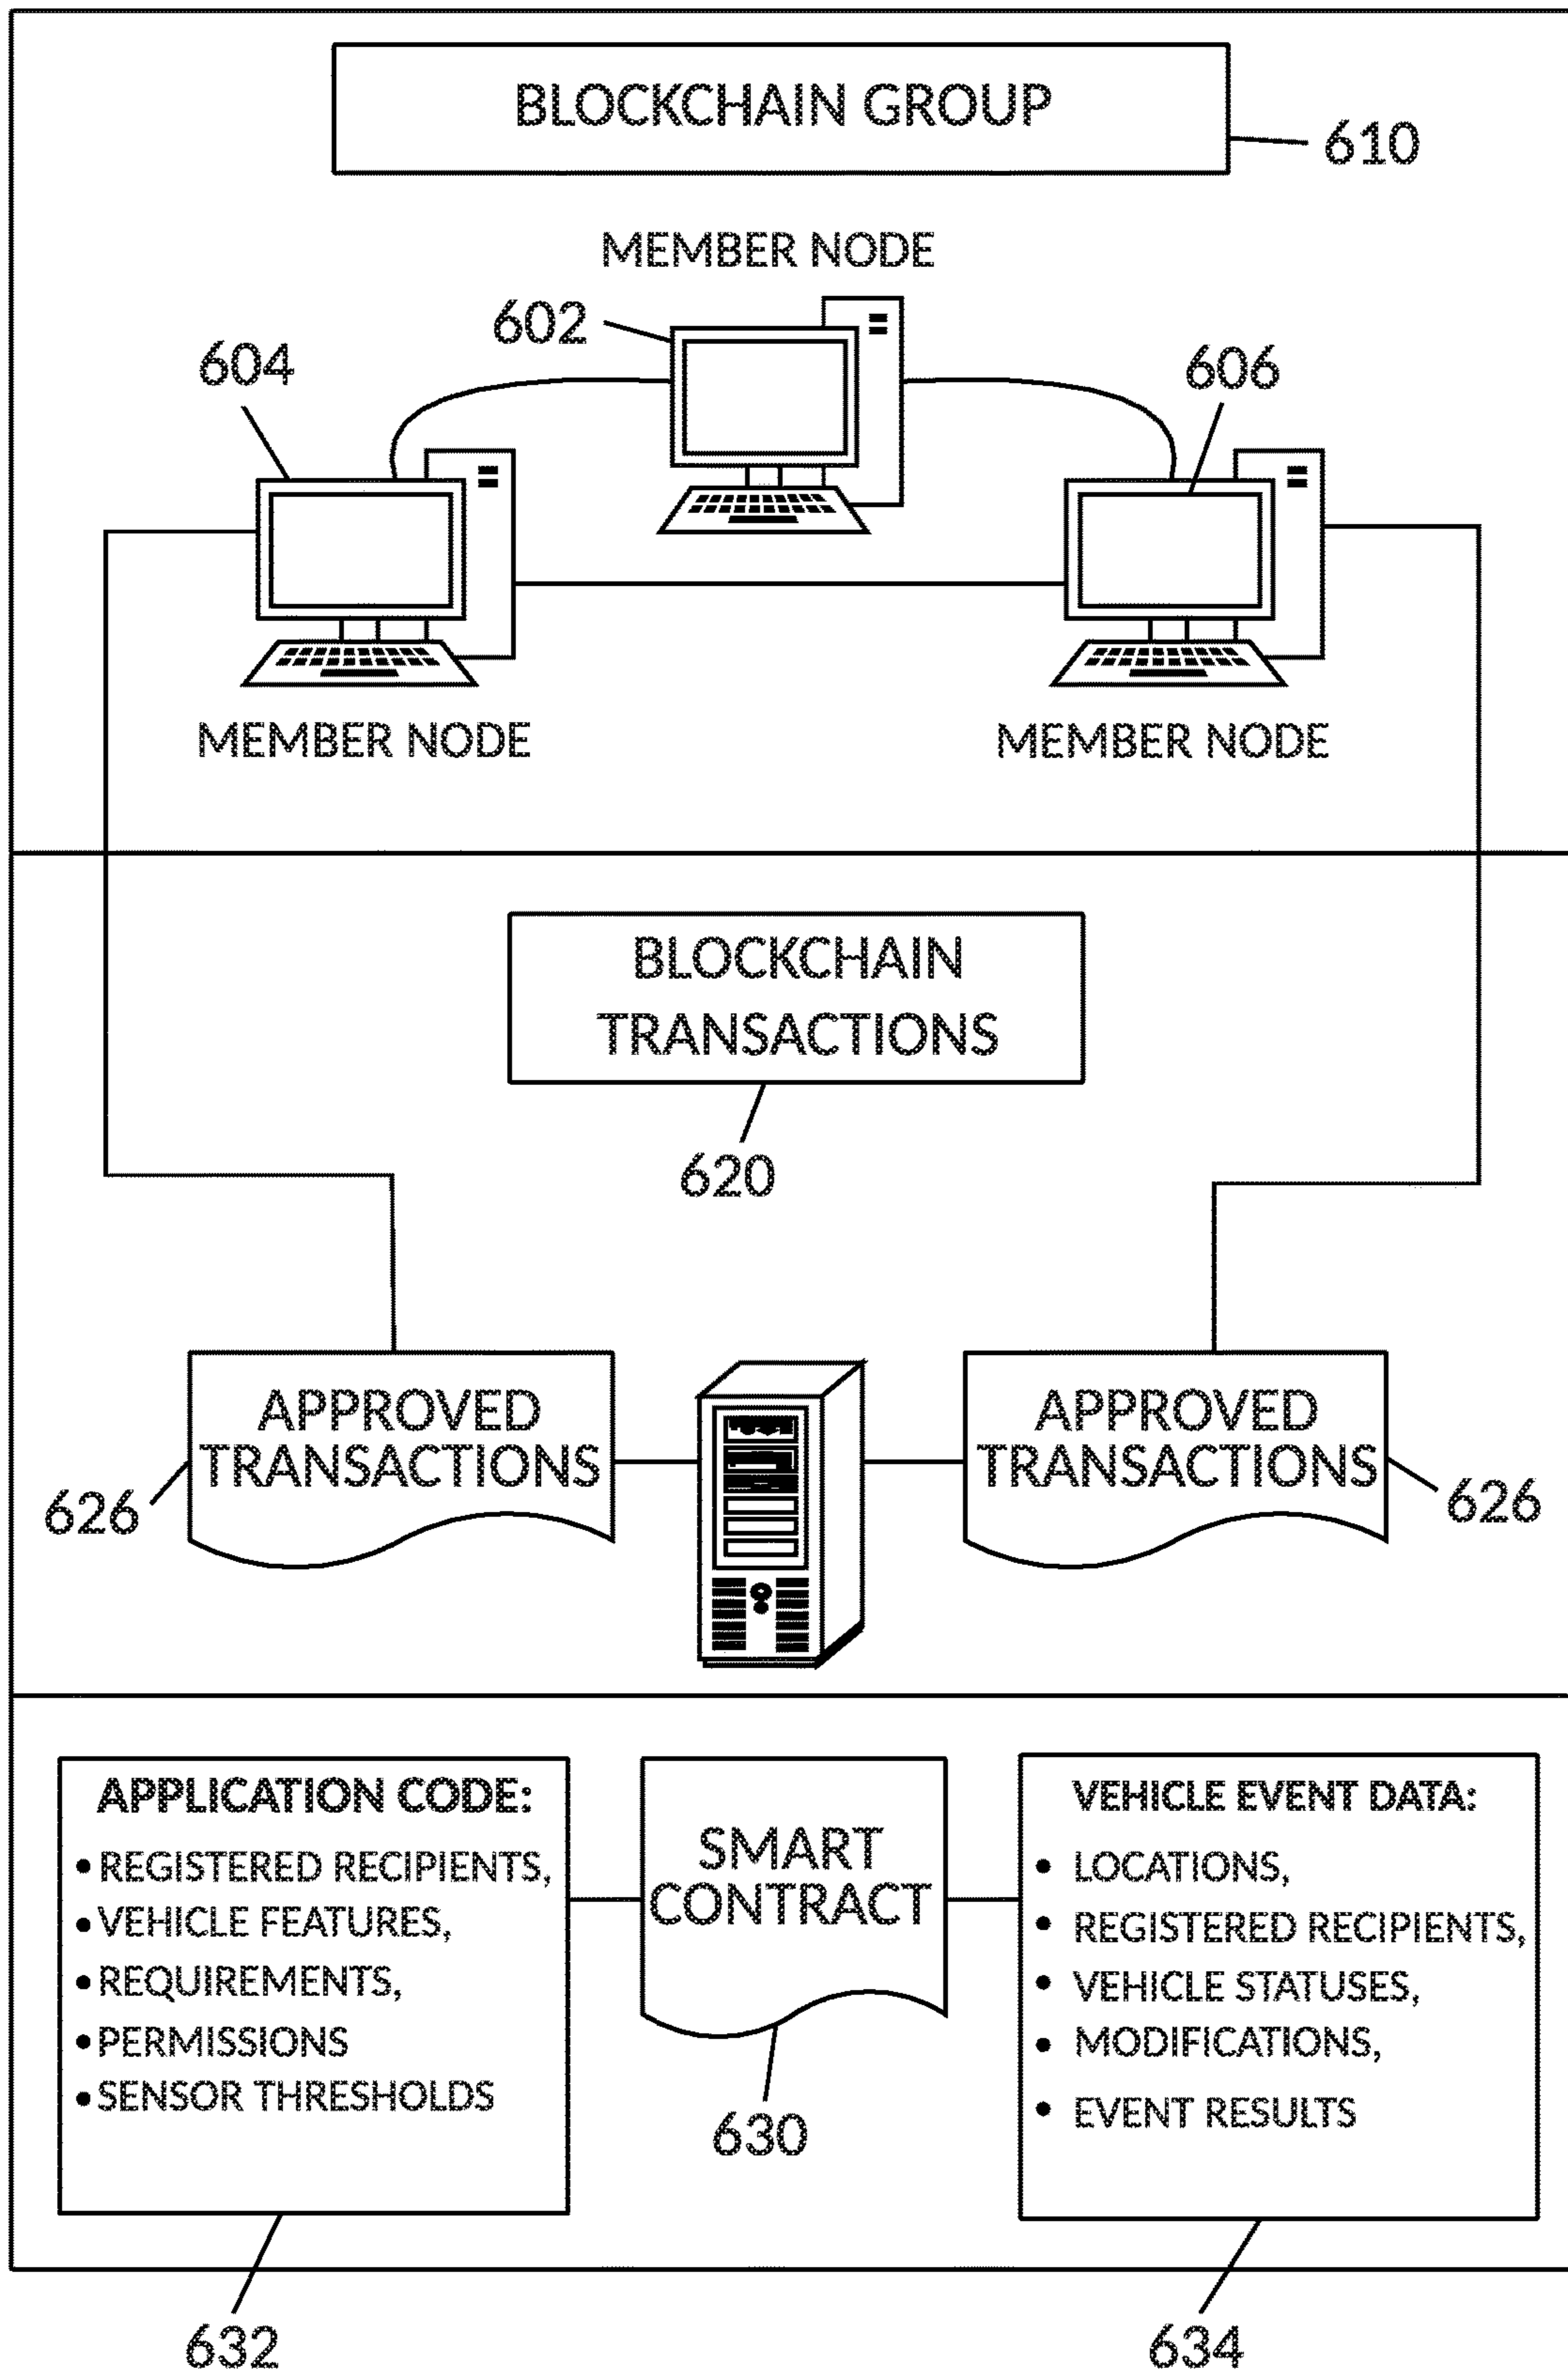 BLOCKCHAIN GROUP
610
MEMBER NODE
602
604
606
MEMBER NODE
MEMBER NODE
BLOCKCHAIN
TRANSACTIONS
620
APPROVED
TRANSACTIONS
626
APPROVED
TRANSACTIONS
626
APPLICATION CODE:
• REGISTERED RECIPIENTS,
• VEHICLE FEATURES,
• REQUIREMENTS,
• PERMISSIONS
• SENSOR THRESHOLDS
SMART
CONTRACT
630
VEHICLE EVENT DATA:
• LOCATIONS,
• REGISTERED RECIPIENTS,
• VEHICLE STATUSES,
• MODIFICATIONS,
• EVENT RESULTS
632
634